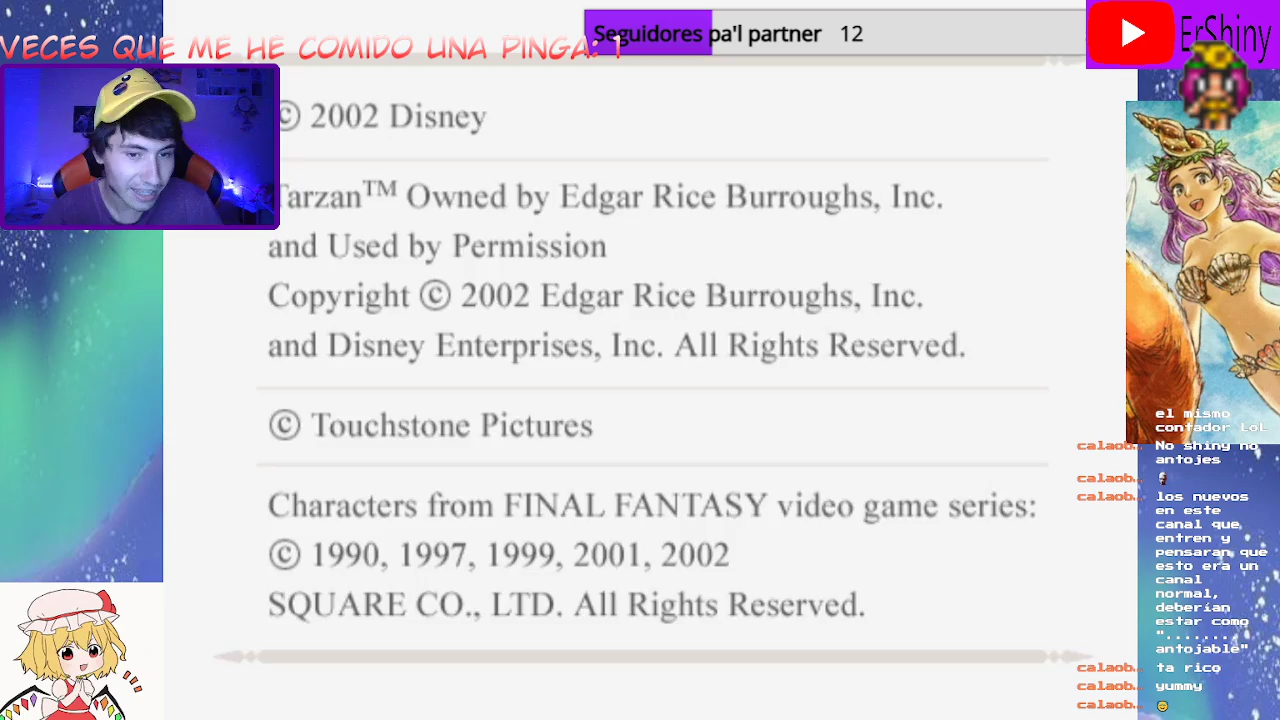 VECES QUE ME HE COMIDO UNA PINGA: 1
Seguidores pa'l partner 12
ErShiny
© 2002 Disney
Tarzan™ Owned by Edgar Rice Burroughs, Inc.
and Used by Permission
Copyright © 2002 Edgar Rice Burroughs, Inc.
and Disney Enterprises, Inc. All Rights Reserved.
© Touchstone Pictures
Characters from FINAL FANTASY video game series:
© 1990, 1997, 1999, 2001, 2002
SQUARE CO., LTD. All Rights Reserved.
el mismo
contador LoL
calaob.. No shiny no
antojes
calaob..
calaob.. los nuevos
en este
canal que
entren y
pensaran que
esto era un
canal
normal,
deberían
estar como
"........
antojable"
calaob.. ta rico
calaob.. yummy
calaob..